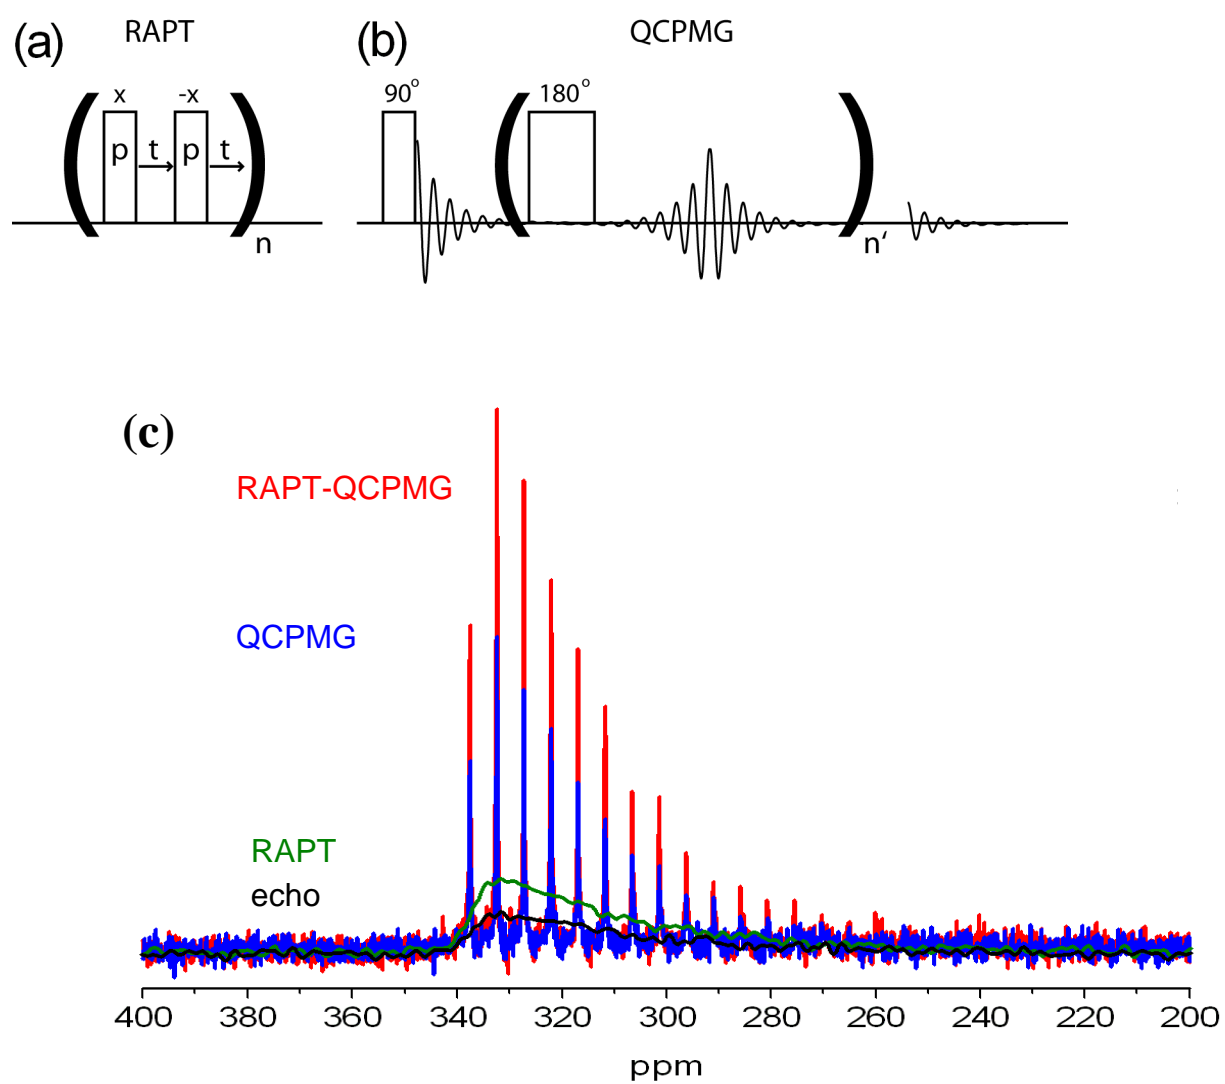 (a) RAPT
x -x
p t p t
n
(b) QCPMG
90° 180°
n'
(c)
RAPT-QCPMG
QCPMG
RAPT
echo
400 380 360 340 320 300 280 260 240 220 200
ppm